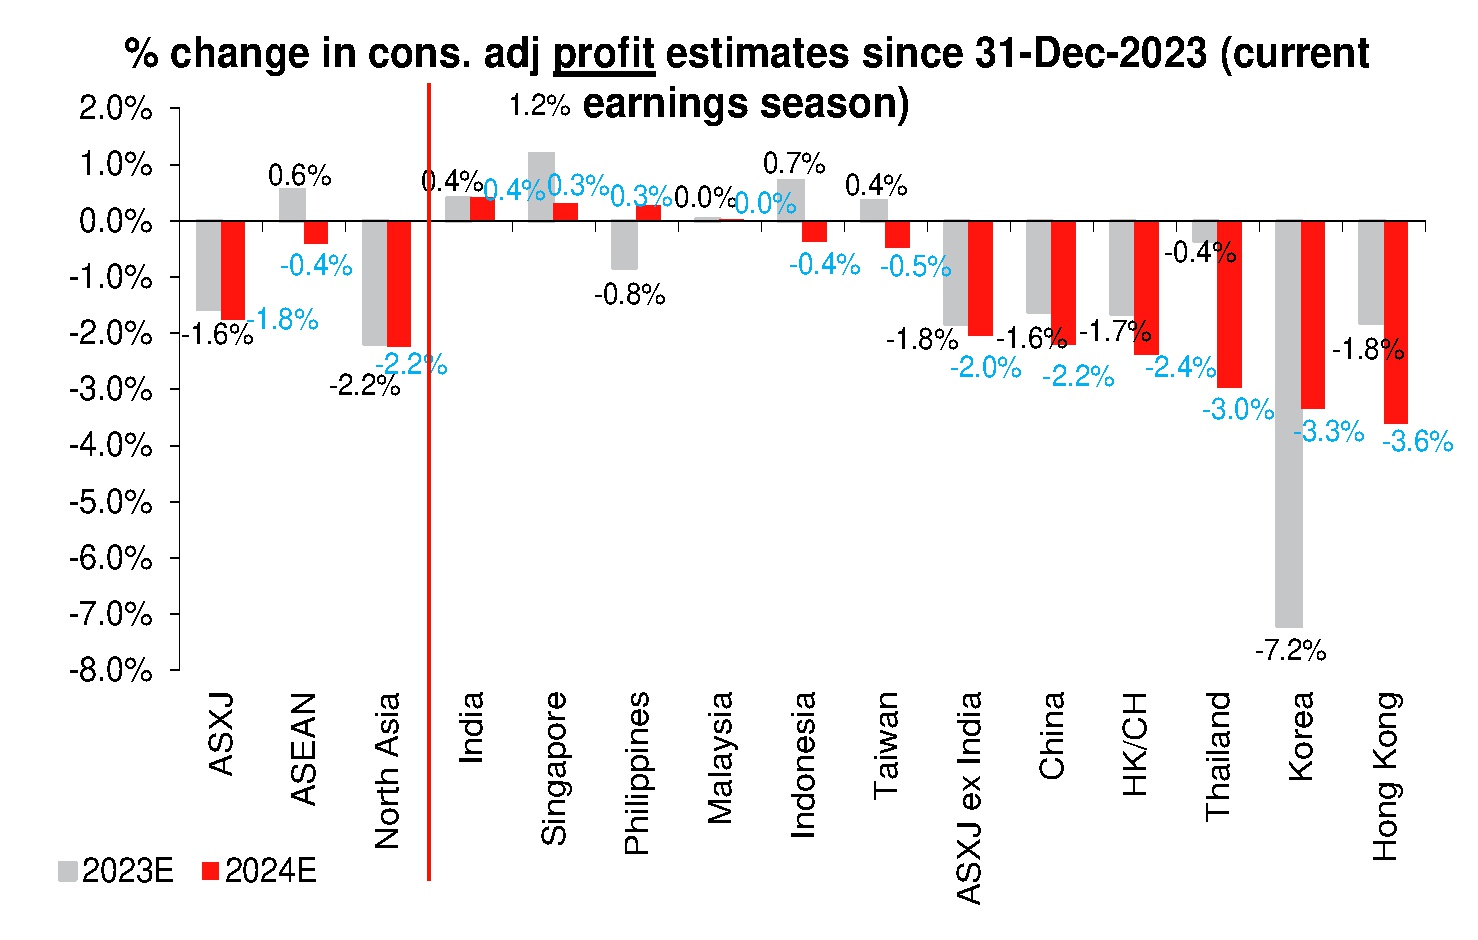 % change in cons. adj profit estimates since 31-Dec-2023 (current
earnings season)
2.0%
1.0%
0.0%
-1.0%
-2.0%
-3.0%
-4.0%
-5.0%
-6.0%
-7.0%
-8.0%
-1.6%
-1.8%
0.6%
-0.4%
-2.2%
-2.2%
0.4%
0.4%
1.2%
0.3%
-0.8%
0.3%
0.0%
0.0%
0.7%
-0.4%
0.4%
-0.5%
-1.8%
-2.0%
-1.6%
-2.2%
-1.7%
-2.4%
-0.4%
-3.0%
-7.2%
-3.3%
-1.8%
-3.6%
ASXJ
ASEAN
North Asia
India
Singapore
Philippines
Malaysia
Indonesia
Taiwan
ASXJ ex India
China
HK/CH
Thailand
Korea
Hong Kong
2023E
2024E